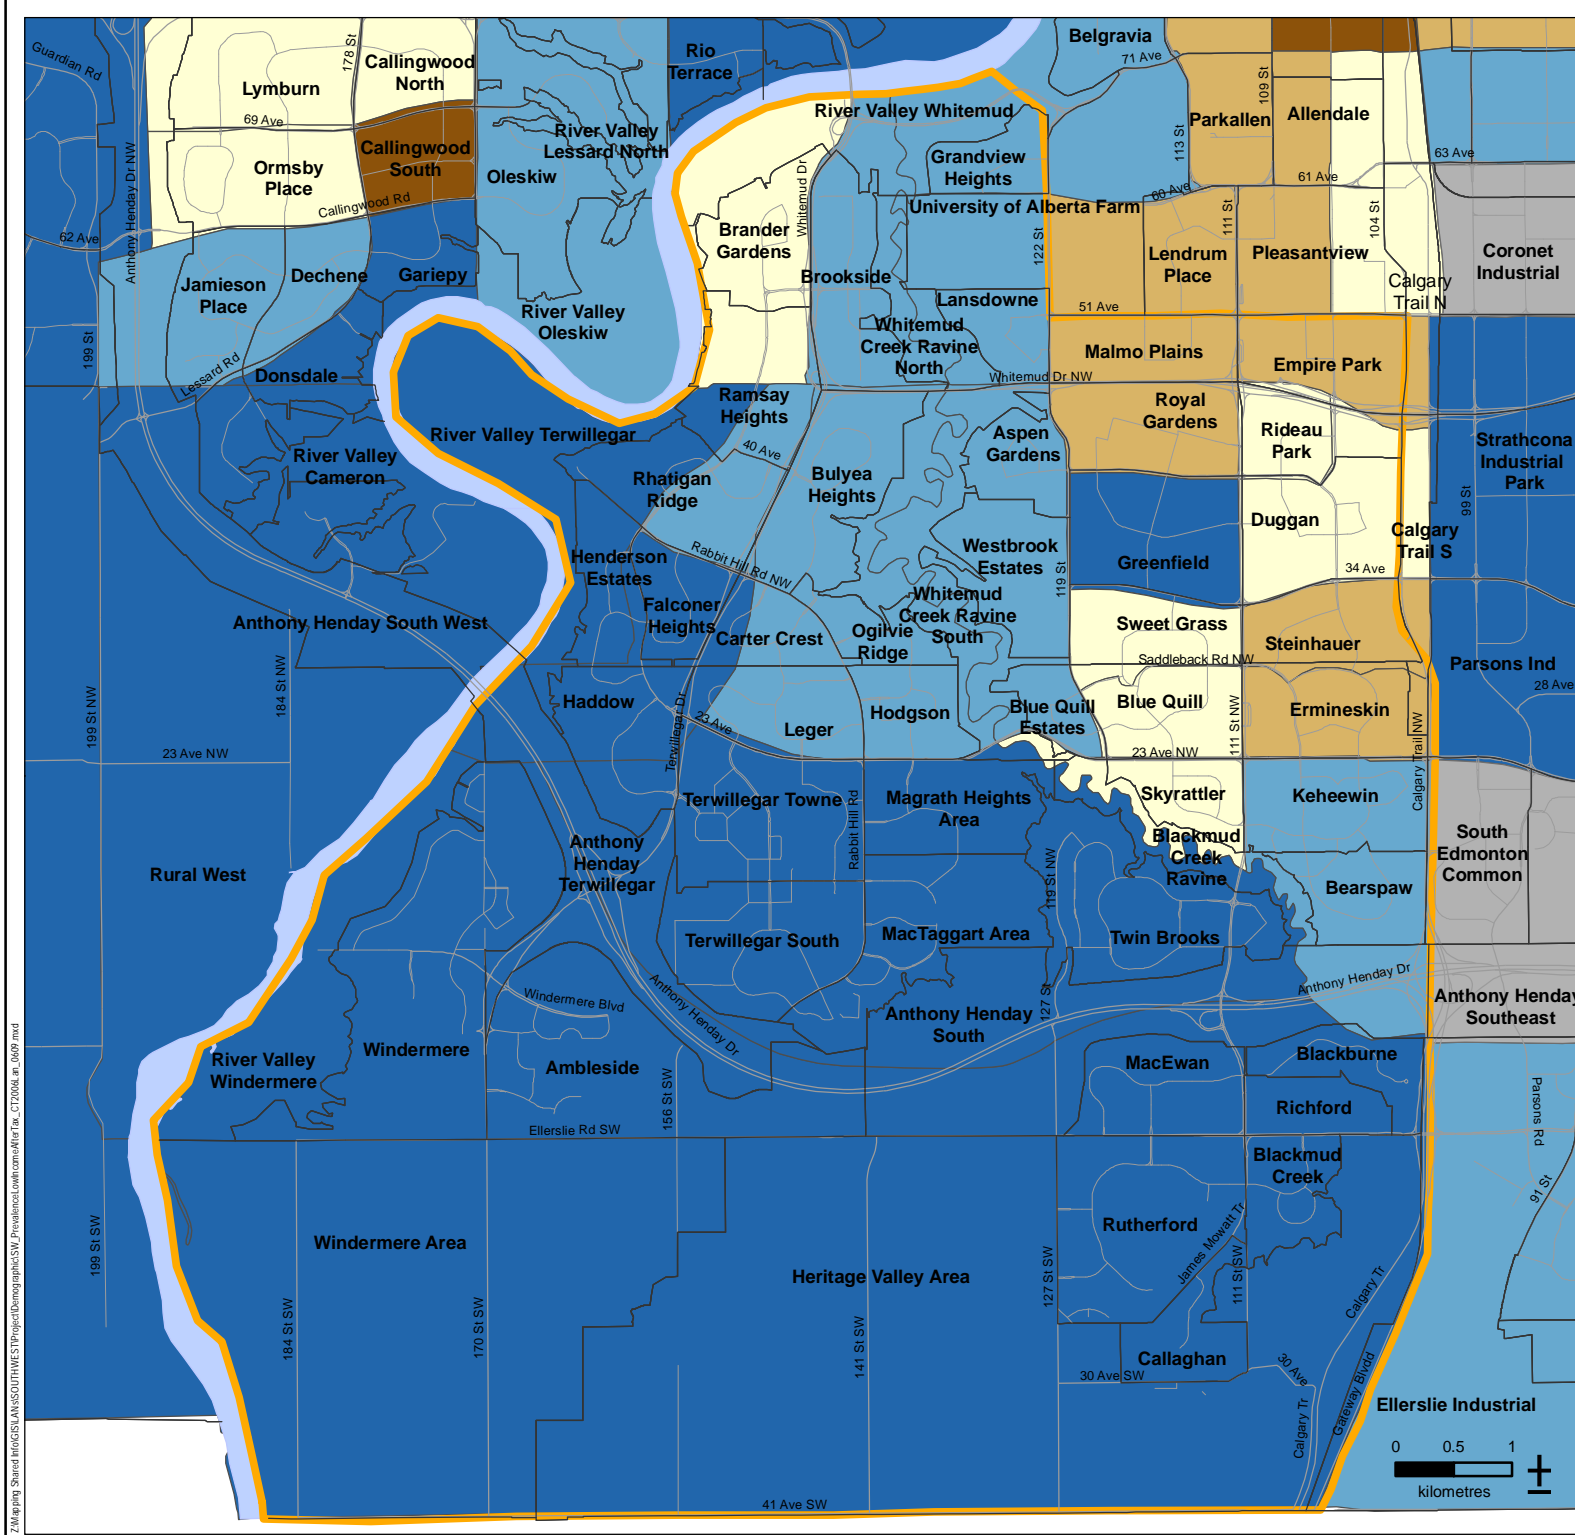 Guardian Rd
178 St
Callingwood
North
Lymburn
69 Ave
Callingwood
South
Ormsby
Place
Callingwood Rd
Anthony Henday Dr NW
62 Ave
Jamieson
Place
Dechene
Gariepy
199 St
Lessard Rd
Donsdale
Oleskiw
River Valley
Lessard North
River Valley
Oleskiw
Rio
Terrace
Belgravia
71 Ave
River Valley Whitemud
Grandview
Heights
University of Alberta Farm
Whitemud Dr
Brander
Gardens
Brookside
Lansdowne
Whitemud
Creek Ravine
North
122 St
113 St
109 St
Parkallen
Allendale
60 Ave
61 Ave
63 Ave
111 St
104 St
Lendrum
Place
Pleasantview
Calgary
Trail N
Coronet
Industrial
51 Ave
Malmo Plains
Empire Park
Whitemud Dr NW
Royal
Gardens
Rideau
Park
Strathcona
Industrial
Park
99 St
Ramsay
Heights
River Valley Terwillegar
40 Ave
River Valley
Cameron
Rhatigan
Ridge
Bulyea
Heights
Aspen
Gardens
Duggan
Calgary
Trail S
Westbrook
Estates
119 St
Greenfield
34 Ave
Henderson
Estates
Rabbit Hill Rd NW
Falconer
Heights
Carter Crest
Ogilvie
Ridge
Whitemud
Creek Ravine
South
Sweet Grass
Steinhauer
Saddleback Rd NW
Parsons Ind
28 Ave
Anthony Henday South West
184 St NW
199 St NW
23 Ave NW
Haddow
Terwillegar Dr
23 Ave
Leger
Hodgson
Blue Quill
Estates
Blue Quill
111 St NW
Ermineskin
Calgary Trail NW
23 Ave NW
Terwillegar Towne
Rabbit Hill Rd
Magrath Heights
Area
Skyrattler
Keheewin
Blackmud
Creek
Ravine
South
Edmonton
Common
Rural West
Anthony
Henday
Terwillegar
119 St NW
Bearspaw
Terwillegar South
MacTaggart Area
Twin Brooks
Windermere Blvd
Anthony Henday Dr
127 St
Anthony Henday Dr
Anthony Henday
South
Anthony Henday
Southeast
River Valley
Windermere
Windermere
Ambleside
156 St SW
MacEwan
Blackburne
Richford
Parsons Rd
Ellerslie Rd SW
Blackmud
Creek
91 St
199 St SW
Windermere Area
Heritage Valley Area
Rutherford
James Mowatt Tr
184 St SW
170 St SW
141 St SW
127 St SW
111 St SW
Calgary Tr
Callaghan
30 Ave SW
30 Ave
Calgary Tr
Gateway Blvdd
Ellerslie Industrial
0 0.5 1
kilometres
41 Ave SW